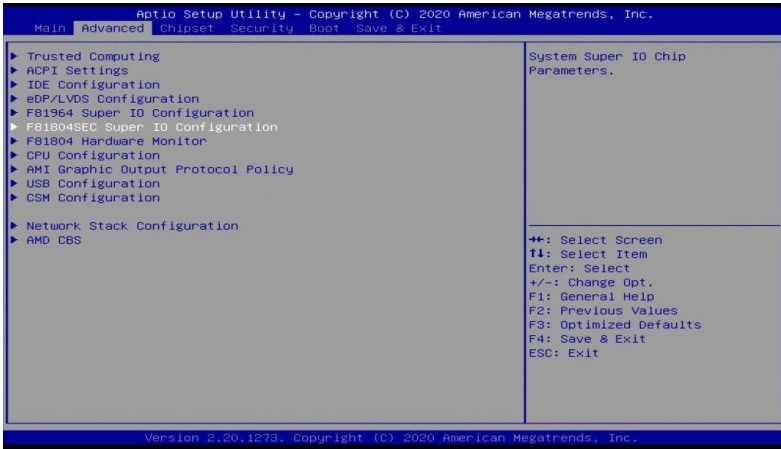 Aptio Setup Utility – Copyright (C) 2020 American Megatrends, Inc.
Main Advanced Chipset Security Boot Save & Exit
▶ Trusted Computing
▶ ACPI Settings
▶ IDE Configuration
▶ eDP/LVDS Configuration
▶ F81964 Super IO Configuration
▶ F81804SEC Super IO Configuration
▶ F81804 Hardware Monitor
▶ CPU Configuration
▶ AMI Graphic Output Protocol Policy
▶ USB Configuration
▶ CSM Configuration
▶ Network Stack Configuration
▶ AMD CBS
System Super IO Chip
Parameters.
→←: Select Screen
↑↓: Select Item
Enter: Select
+/-: Change Opt.
F1: General Help
F2: Previous Values
F3: Optimized Defaults
F4: Save & Exit
ESC: Exit
Version 2.20.1273. Copyright (C) 2020 American Megatrends, Inc.